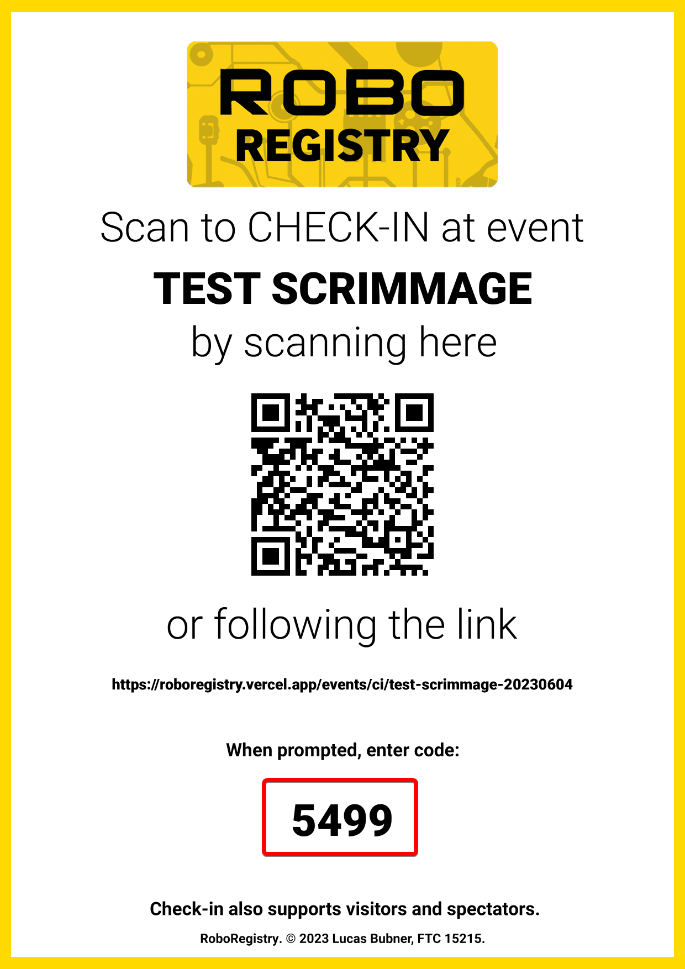 ROBO
REGISTRY
Scan to CHECK-IN at event
TEST SCRIMMAGE
by scanning here
or following the link
https://roboregistry.vercel.app/events/ci/test-scrimmage-20230604
When prompted, enter code:
5499
Check-in also supports visitors and spectators.
RoboRegistry. © 2023 Lucas Bubner, FTC 15215.